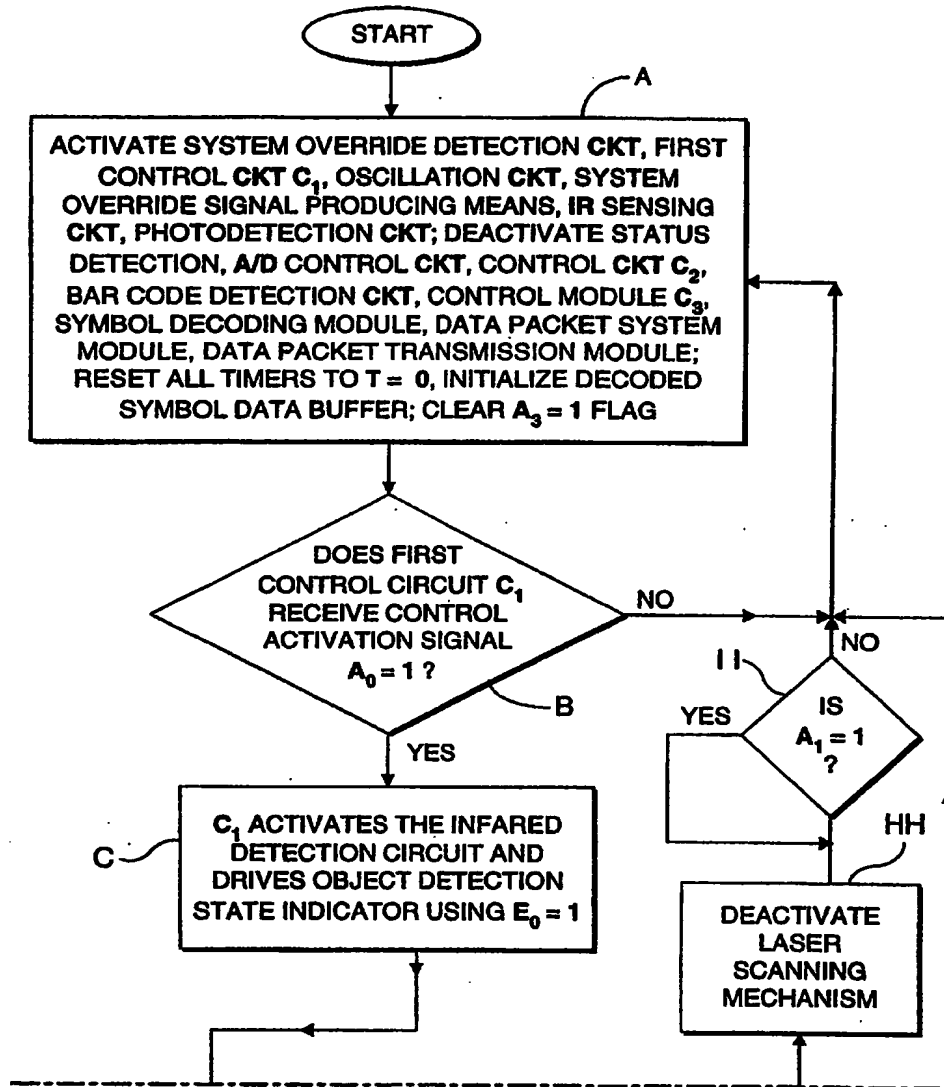 START
A
ACTIVATE SYSTEM OVERRIDE DETECTION CKT, FIRST
CONTROL CKT C₁, OSCILLATION CKT, SYSTEM
OVERRIDE SIGNAL PRODUCING MEANS, IR SENSING
CKT, PHOTODETECTION CKT; DEACTIVATE STATUS
DETECTION, A/D CONTROL CKT, CONTROL CKT C₂,
BAR CODE DETECTION CKT, CONTROL MODULE C₃,
SYMBOL DECODING MODULE, DATA PACKET SYSTEM
MODULE, DATA PACKET TRANSMISSION MODULE;
RESET ALL TIMERS TO T = 0, INITIALIZE DECODED
SYMBOL DATA BUFFER; CLEAR A₃ = 1 FLAG
DOES FIRST
CONTROL CIRCUIT C₁
RECEIVE CONTROL
ACTIVATION SIGNAL
A₀ = 1 ?
NO
B
YES
C
C₁ ACTIVATES THE INFARED
DETECTION CIRCUIT AND
DRIVES OBJECT DETECTION
STATE INDICATOR USING E₀ = 1
NO
II
YES
IS
A₁ = 1
?
HH
DEACTIVATE
LASER
SCANNING
MECHANISM